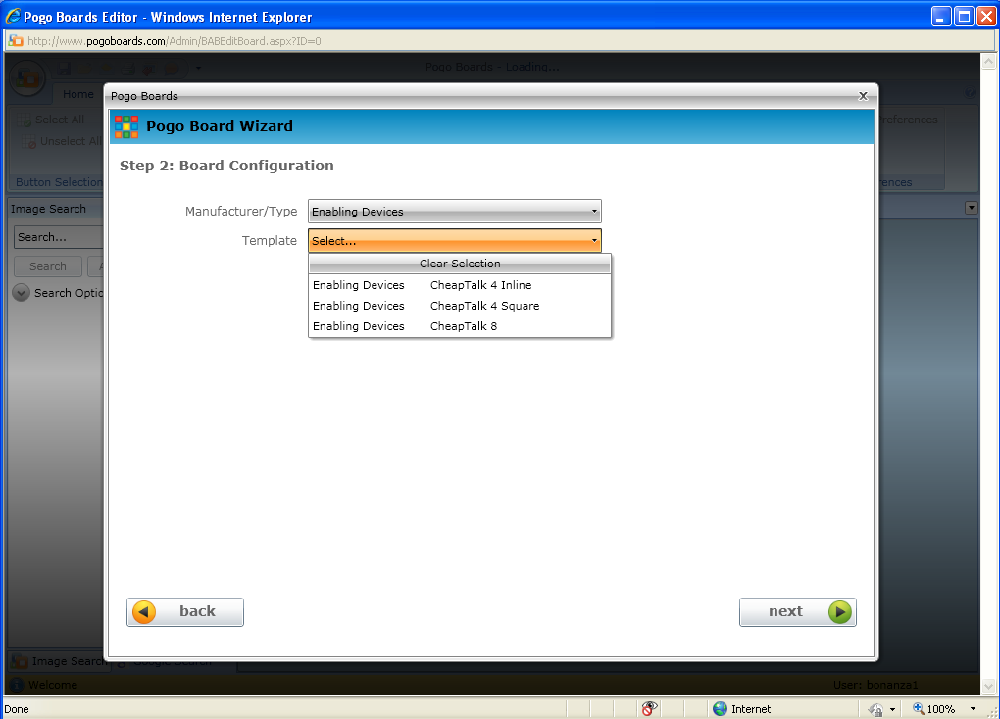 Pogo Boards Editor - Windows Internet Explorer
http://www.pogoboards.com/Admin/BABEditBoard.aspx?ID=0
Pogo Boards - Loading...
Home
Select All
Unselect All
Button Selection
Preferences
Image Search
Search...
Search
Search Optio
Pogo Boards
x
Pogo Board Wizard
Step 2: Board Configuration
Manufacturer/Type Enabling Devices
Template Select...
Clear Selection
Enabling Devices CheapTalk 4 Inline
Enabling Devices CheapTalk 4 Square
Enabling Devices CheapTalk 8
back next
Image Search Google Search
Welcome User: bonanza1
Done Internet 100%